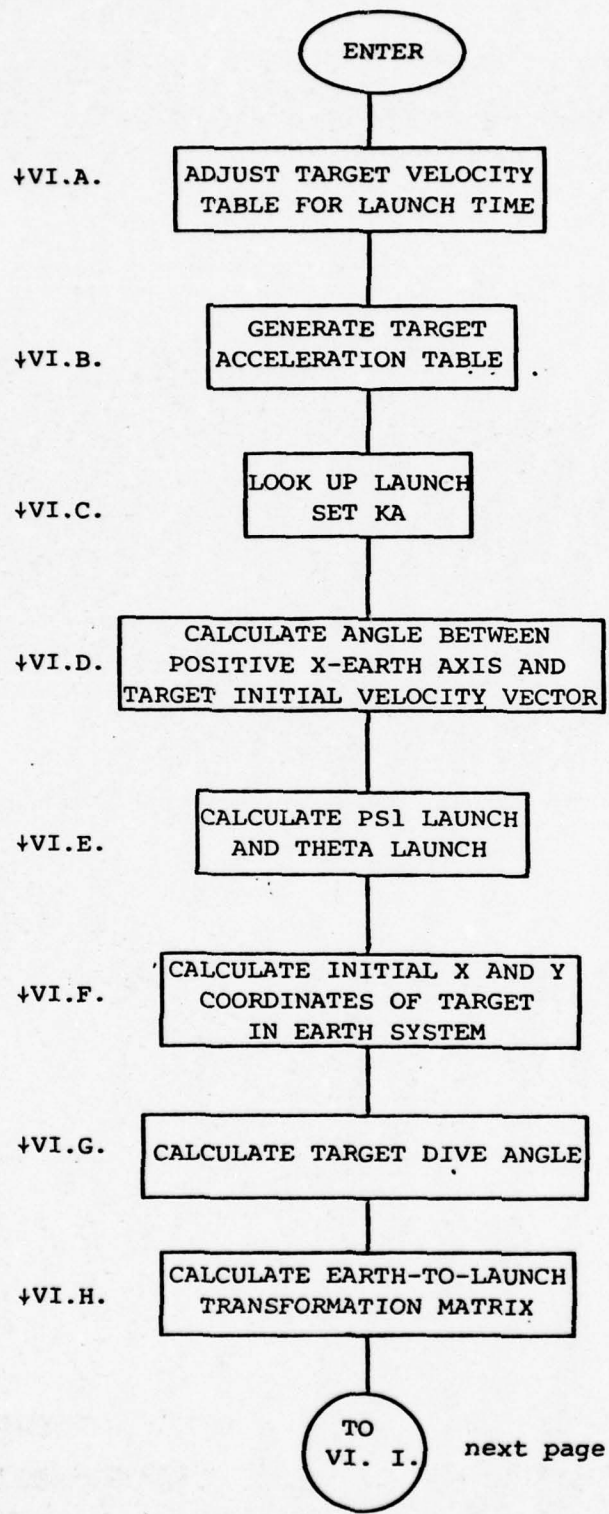 ENTER
↓VI.A.
ADJUST TARGET VELOCITY
TABLE FOR LAUNCH TIME
↓VI.B.
GENERATE TARGET
ACCELERATION TABLE
↓VI.C.
LOOK UP LAUNCH
SET KA
↓VI.D.
CALCULATE ANGLE BETWEEN
POSITIVE X-EARTH AXIS AND
TARGET INITIAL VELOCITY VECTOR
↓VI.E.
CALCULATE PS1 LAUNCH
AND THETA LAUNCH
↓VI.F.
CALCULATE INITIAL X AND Y
COORDINATES OF TARGET
IN EARTH SYSTEM
↓VI.G.
CALCULATE TARGET DIVE ANGLE
↓VI.H.
CALCULATE EARTH-TO-LAUNCH
TRANSFORMATION MATRIX
TO
VI. I.
next page